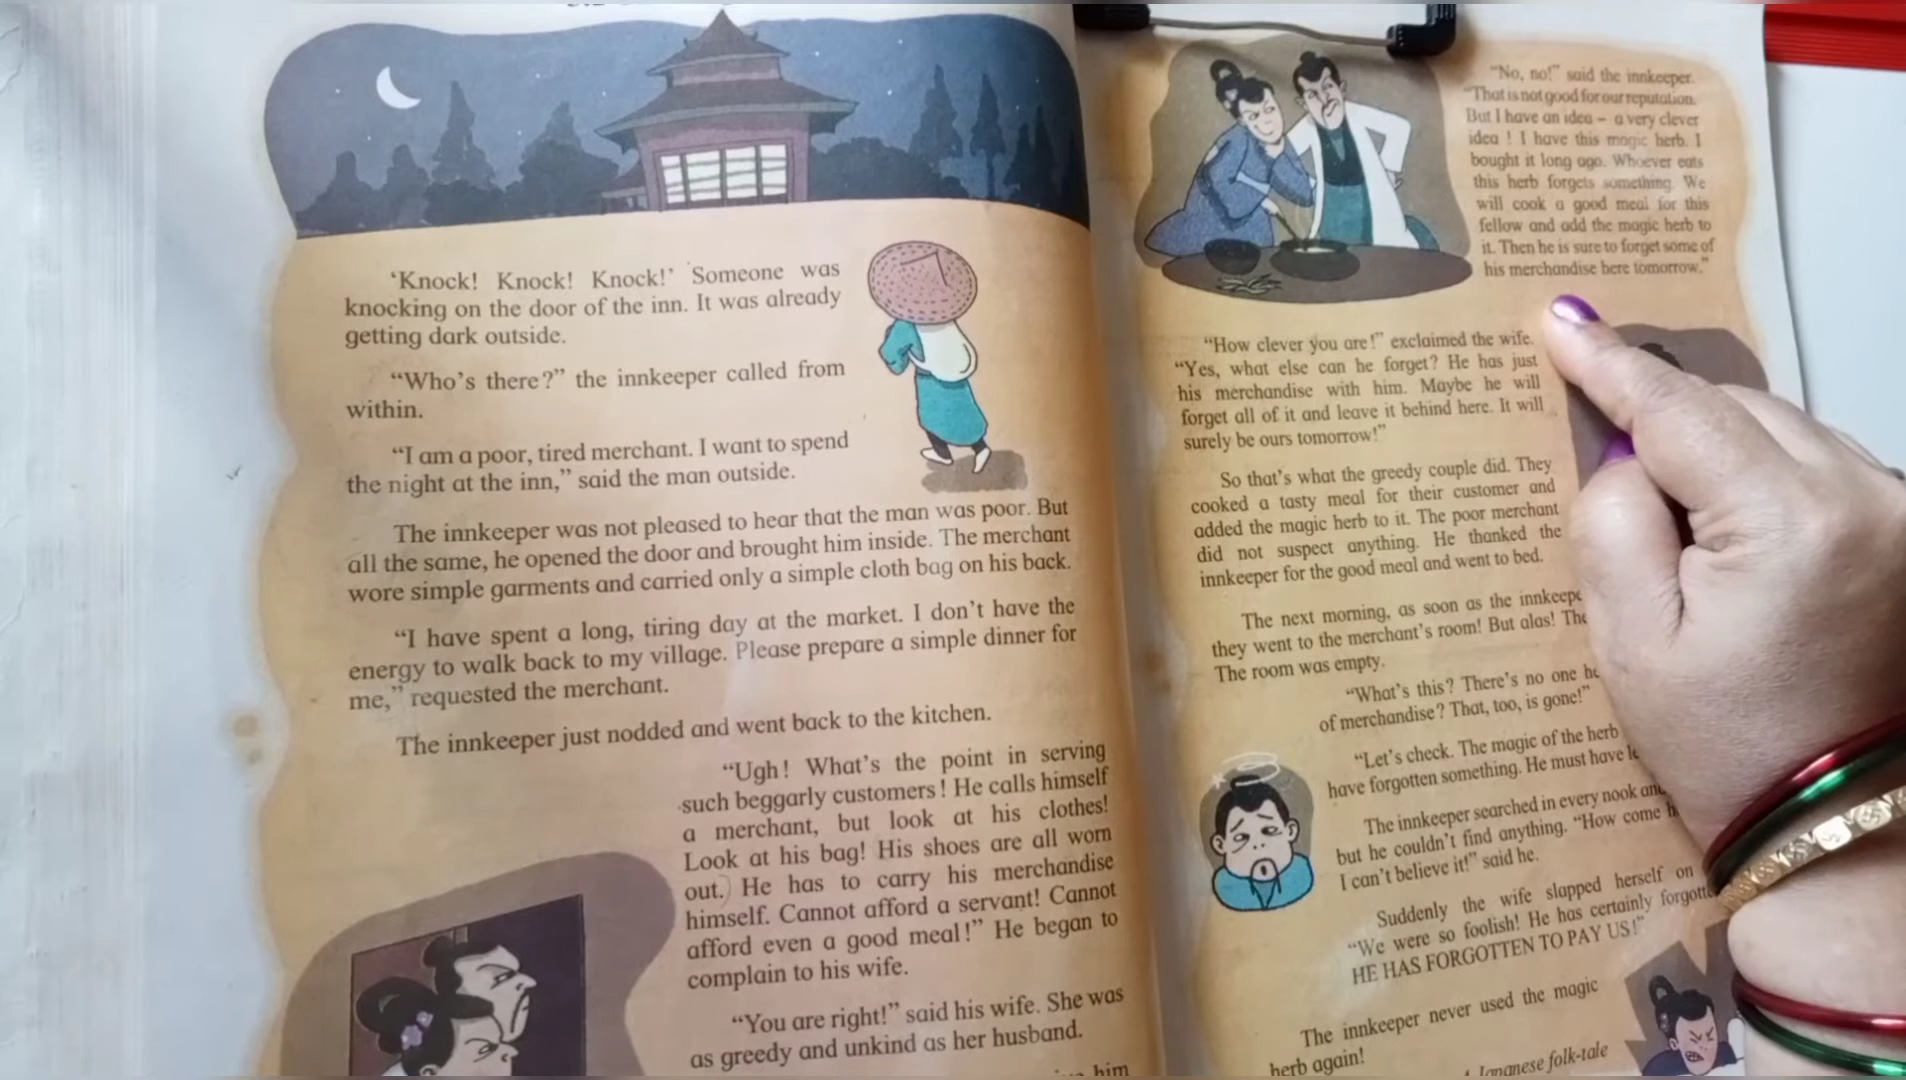 ‘Knock! Knock! Knock!’ Someone was
knocking on the door of the inn. It was already
getting dark outside.
“Who’s there?” the innkeeper called from
within.
“I am a poor, tired merchant. I want to spend
the night at the inn,” said the man outside.
The innkeeper was not pleased to hear that the man was poor. But
all the same, he opened the door and brought him inside. The merchant
wore simple garments and carried only a simple cloth bag on his back.
“I have spent a long, tiring day at the market. I don’t have the
energy to walk back to my village. Please prepare a simple dinner for
me,” requested the merchant.
The innkeeper just nodded and went back to the kitchen.
“Ugh! What’s the point in serving
such beggarly customers! He calls himself
a merchant, but look at his clothes!
Look at his bag! His shoes are all worn
out. He has to carry his merchandise
himself. Cannot afford a servant! Cannot
afford even a good meal!” He began to
complain to his wife.
“You are right!” said his wife. She was
as greedy and unkind as her husband.
him
“No, no!” said the innkeeper.
“That is not good for our reputation.
But I have an idea – a very clever
idea ! I have this magic herb. I
bought it long ago. Whoever eats
this herb forgets something. We
will cook a good meal for this
fellow and add the magic herb to
it. Then he is sure to forget some of
his merchandise here tomorrow.”
“How clever you are!” exclaimed the wife.
“Yes, what else can he forget? He has just
his merchandise with him. Maybe he will
forget all of it and leave it behind here. It will
surely be ours tomorrow!”
So that’s what the greedy couple did. They
cooked a tasty meal for their customer and
added the magic herb to it. The poor merchant
did not suspect anything. He thanked the
innkeeper for the good meal and went to bed.
The next morning, as soon as the innkeepe
they went to the merchant’s room! But alas! The
The room was empty.
“What’s this? There’s no one he
of merchandise? That, too, is gone!”
“Let’s check. The magic of the herb
have forgotten something. He must have le
The innkeeper searched in every nook and
but he couldn’t find anything. “How come h
I can’t believe it!” said he.
Suddenly the wife slapped herself on
“We were so foolish! He has certainly forgotte
HE HAS FORGOTTEN TO PAY US!”
The innkeeper never used the magic
herb again!
Japanese folk-tale